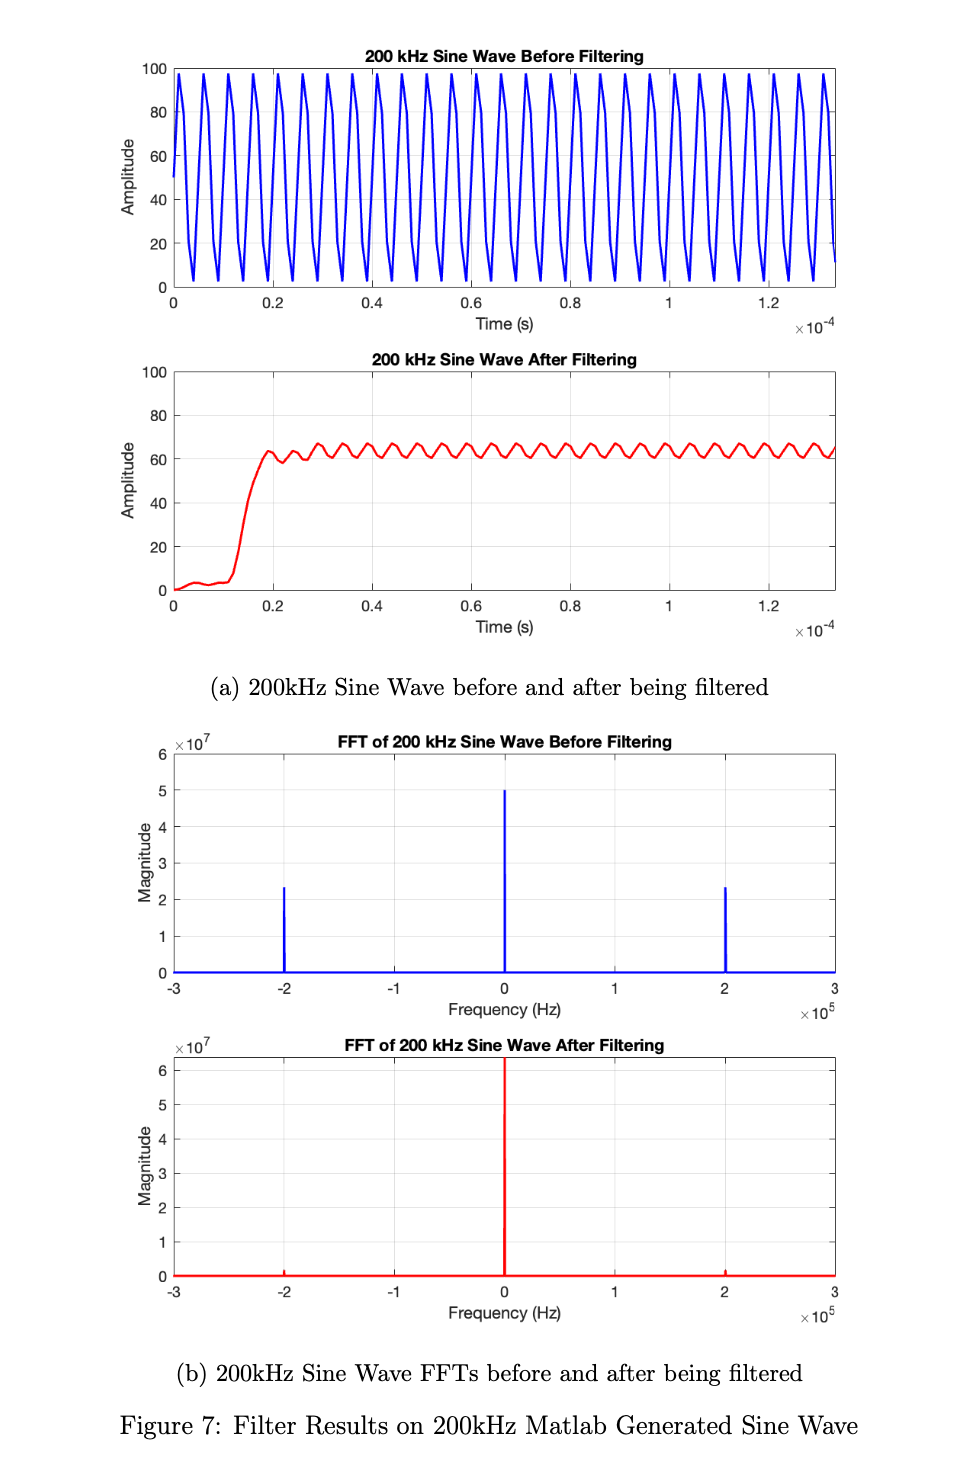 200 kHz Sine Wave Before Filtering
100
80
60
40
20
0
Amplitude
0 0.2 0.4 0.6 0.8 1 1.2
Time (s)
×10-4
200 kHz Sine Wave After Filtering
100
80
60
40
20
0
Amplitude
0 0.2 0.4 0.6 0.8 1 1.2
Time (s)
×10-4
(a) 200kHz Sine Wave before and after being filtered
×107
FFT of 200 kHz Sine Wave Before Filtering
6
5
4
3
2
1
0
Magnitude
-3 -2 -1 0 1 2 3
Frequency (Hz)
×105
×107
FFT of 200 kHz Sine Wave After Filtering
6
5
4
3
2
1
0
Magnitude
-3 -2 -1 0 1 2 3
Frequency (Hz)
×105
(b) 200kHz Sine Wave FFTs before and after being filtered
Figure 7: Filter Results on 200kHz Matlab Generated Sine Wave